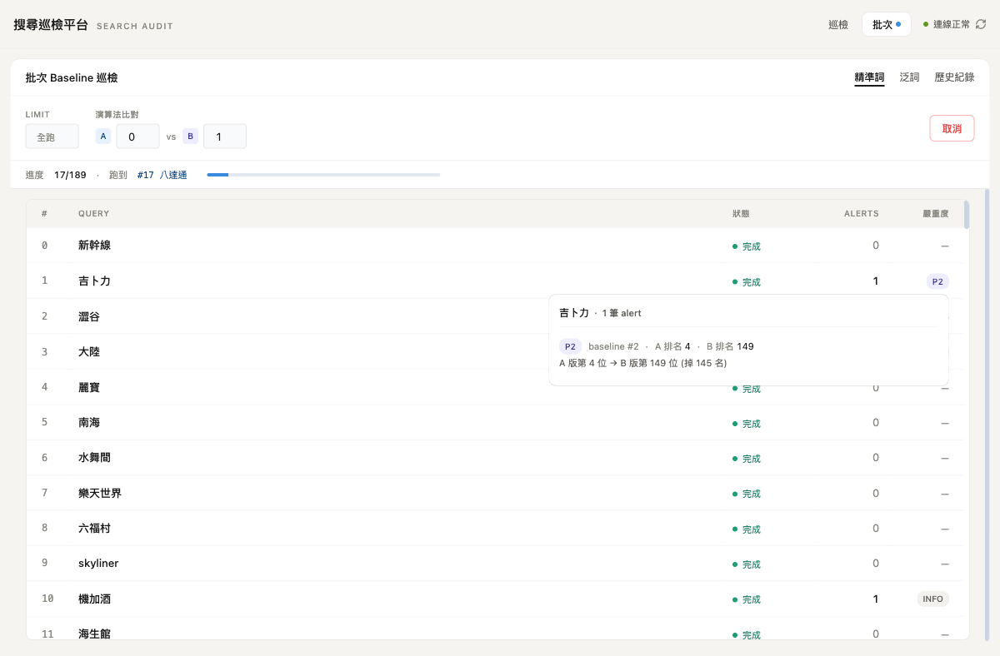 搜尋巡檢平台 SEARCH AUDIT 巡檢 批次 連線正常
批次 Baseline 巡檢 精準詞 泛詞 歷史紀錄
LIMIT 演算法比對
全跑 A 0 vs B 1 取消
進度 17/189 · 跑到 #17 八達通
# QUERY 狀態 ALERTS 嚴重度
0 新幹線 完成 0 —
1 吉卜力 完成 1 P2
2 澀谷
吉卜力 · 1 筆 alert
3 大陸
P2 baseline #2 · A 排名 4 · B 排名 149
A 版第 4 位 → B 版第 149 位 (掉 145 名)
4 麗寶 完成 0 —
5 南海 完成 0 —
6 水舞間 完成 0 —
7 樂天世界 完成 0 —
8 六福村 完成 0 —
9 skyliner 完成 0 —
10 機加酒 完成 1 INFO
11 海生館 完成 0 —